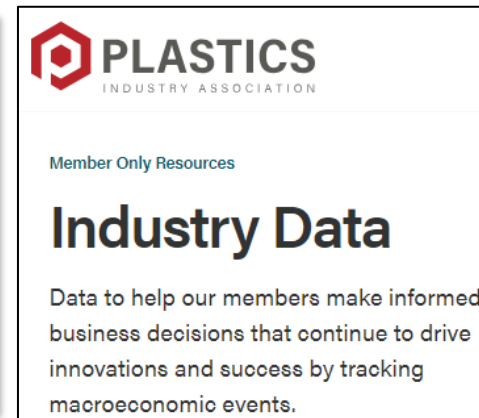 PLASTICS
INDUSTRY ASSOCIATION
Member Only Resources
Industry Data
Data to help our members make informed
business decisions that continue to drive
innovations and success by tracking
macroeconomic events.